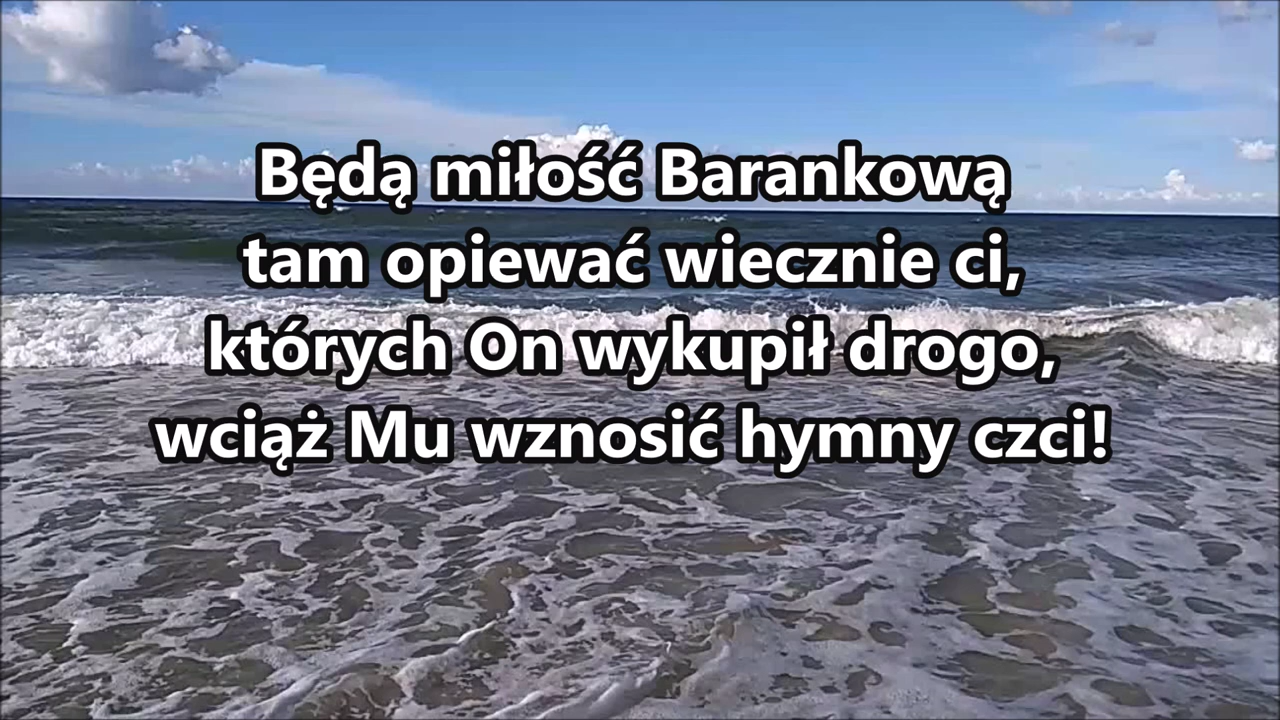 Będą miłość Barankową
tam opiewać wiecznie ci,
których On wykupił drogo,
wciąż Mu wznosić hymny czci!